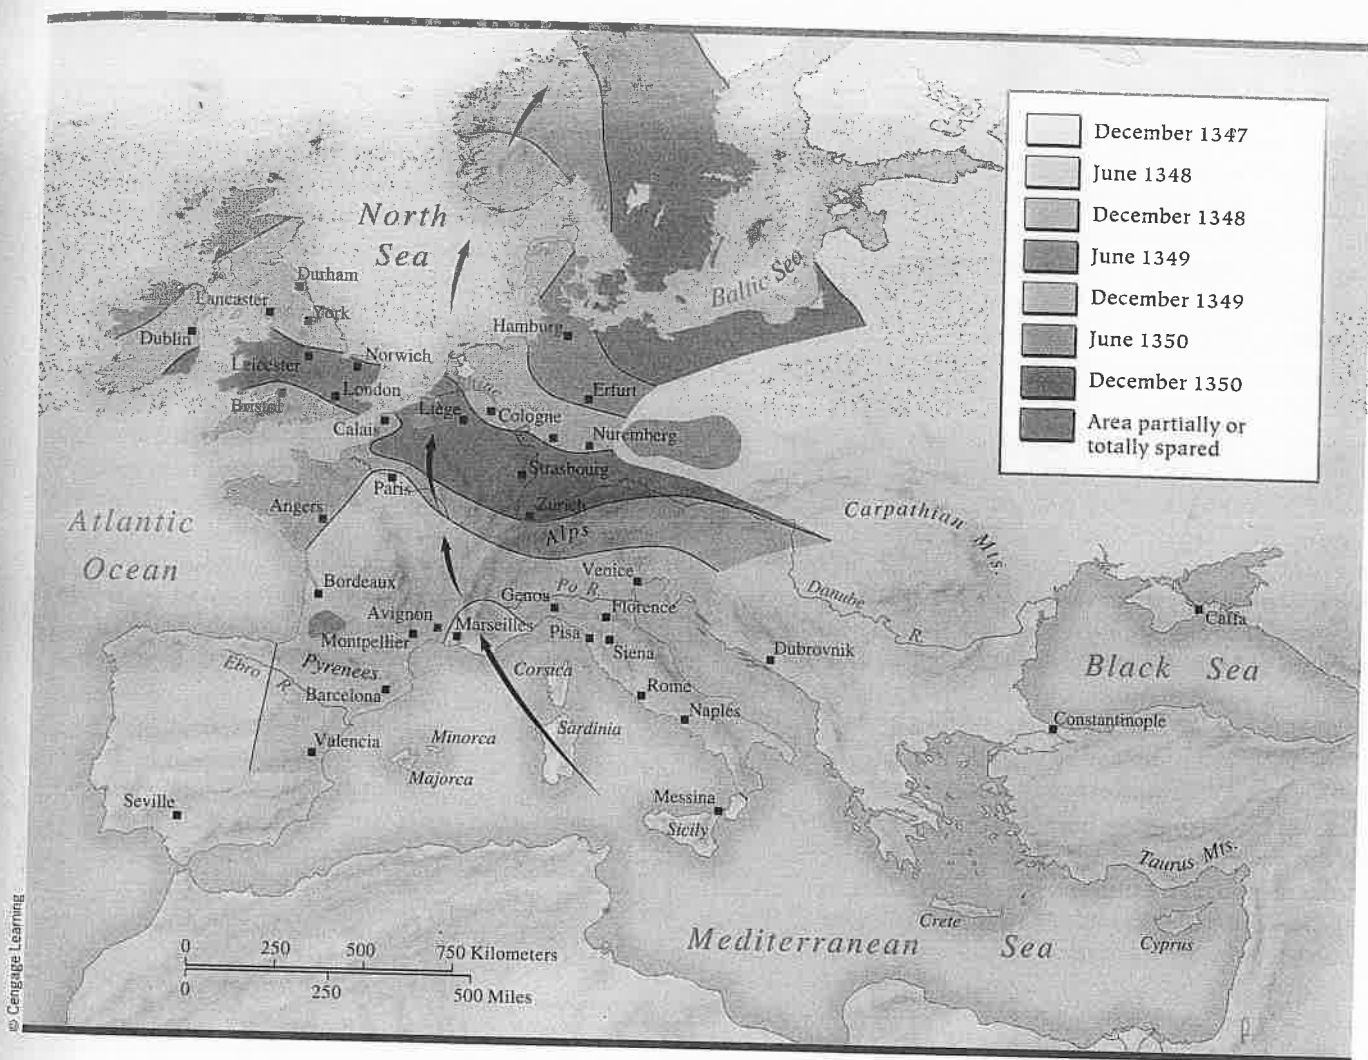 December 1347
June 1348
December 1348
June 1349
December 1349
June 1350
December 1350
Area partially or
totally spared
North
Sea
Durham
Lancaster
York
Dublin
Leicester
Norwich
London
Bristol
Calais
Hamburg
Baltic Sea
Erfurt
Rhine
Liège
Cologne
Nuremberg
Strasbourg
Paris
Zurich
Angers
Alps
Atlantic
Ocean
Carpathian Mts.
Bordeaux
Venice
Genoa
Po R.
Florence
Danube R.
Avignon
Marseilles
Pisa
Siena
Montpellier
Caffa
Dubrovnik
Black Sea
Ebro R.
Pyrenees
Corsica
Barcelona
Rome
Naples
Constantinople
Valencia
Minorca
Sardinia
Majorca
Seville
Messina
Sicily
Taurus Mts.
Crete
Mediterranean Sea
Cyprus
0 250 500 750 Kilometers
0 250 500 Miles
© Cengage Learning